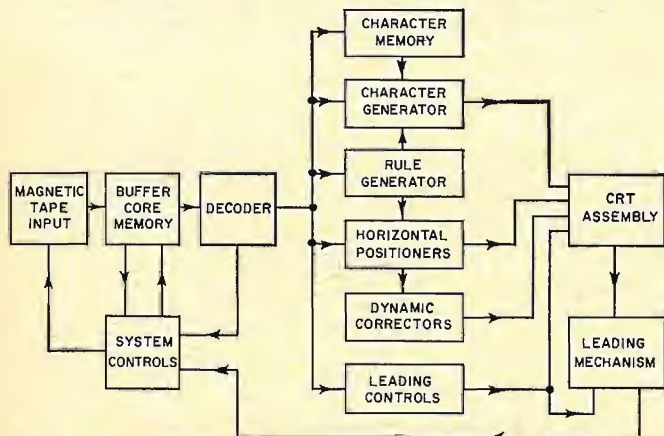 CHARACTER
MEMORY
CHARACTER
GENERATOR
RULE
GENERATOR
MAGNETIC
TAPE
INPUT
BUFFER
CORE
MEMORY
DECODER
HORIZONTAL
POSITIONERS
CRT
ASSEMBLY
DYNAMIC
CORRECTORS
SYSTEM
CONTROLS
LEADING
CONTROLS
LEADING
MECHANISM